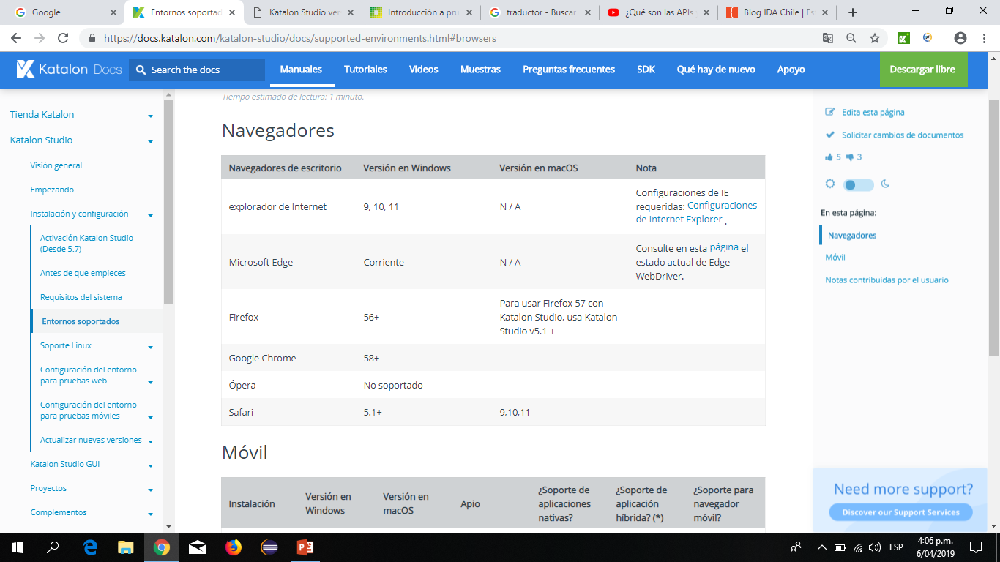 Google
Entornos soportad
Katalon Studio ver
Introducción a pru
traductor - Buscar
¿Qué son las APIs
Blog IDA Chile | Es
https://docs.katalon.com/katalon-studio/docs/supported-environments.html#browsers
Katalon Docs
Search the docs
Manuales
Tutoriales
Videos
Muestras
Preguntas frecuentes
SDK
Qué hay de nuevo
Apoyo
Descargar libre
Tienda Katalon
Katalon Studio
Visión general
Empezando
Instalación y configuración
Activación Katalon Studio
(Desde 5.7)
Antes de que empieces
Requisitos del sistema
Entornos soportados
Soporte Linux
Configuración del entorno
para pruebas web
Configuración del entorno
para pruebas móviles
Actualizar nuevas versiones
Katalon Studio GUI
Proyectos
Complementos
Tiempo estimado de lectura: 1 minuto.
Navegadores
Navegadores de escritorio Versión en Windows Versión en macOS Nota
explorador de Internet 9, 10, 11 N / A
Configuraciones de IE
requeridas: Configuraciones
de Internet Explorer .
Microsoft Edge Corriente N / A
Consulte en esta página el
estado actual de Edge
WebDriver.
Firefox 56+
Para usar Firefox 57 con
Katalon Studio, usa Katalon
Studio v5.1 +
Google Chrome 58+
Ópera No soportado
Safari 5.1+ 9,10,11
Móvil
Instalación
Versión en
Windows
Versión en
macOS
Apio
¿Soporte de
aplicaciones
nativas?
¿Soporte de
aplicación
híbrida? (*)
¿Soporte para
navegador
móvil?
Edita esta página
Solicitar cambios de documentos
5 3
En esta página:
Navegadores
Móvil
Notas contribuidas por el usuario
Need more support?
Discover our Support Services
ESP
4:06 p.m.
6/04/2019